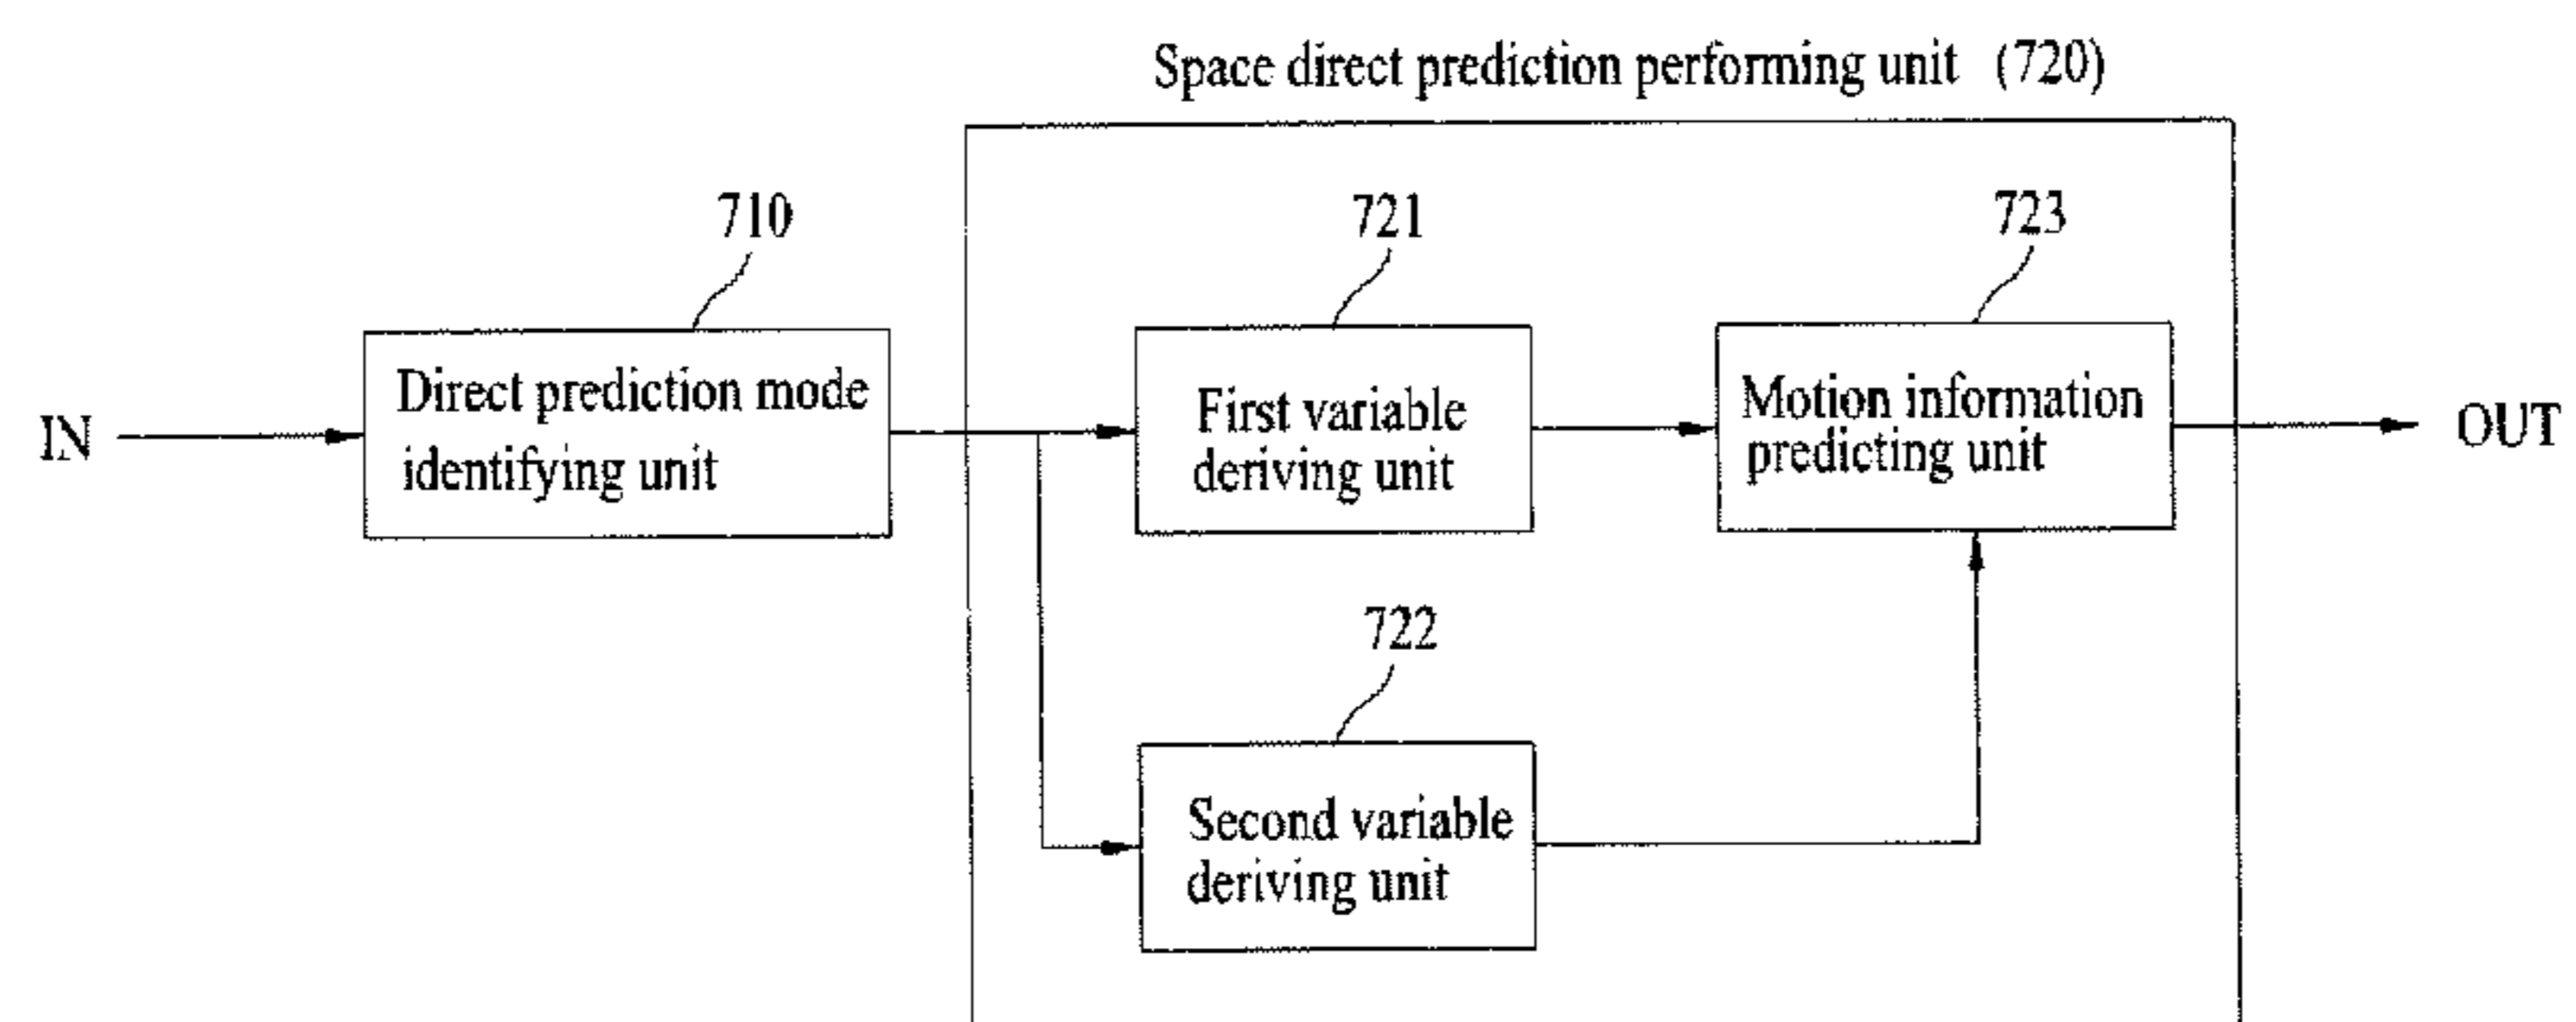 Space direct prediction performing unit (720)
710
721
723
IN
Direct prediction mode
identifying unit
First variable
deriving unit
Motion information
predicting unit
OUT
722
Second variable
deriving unit